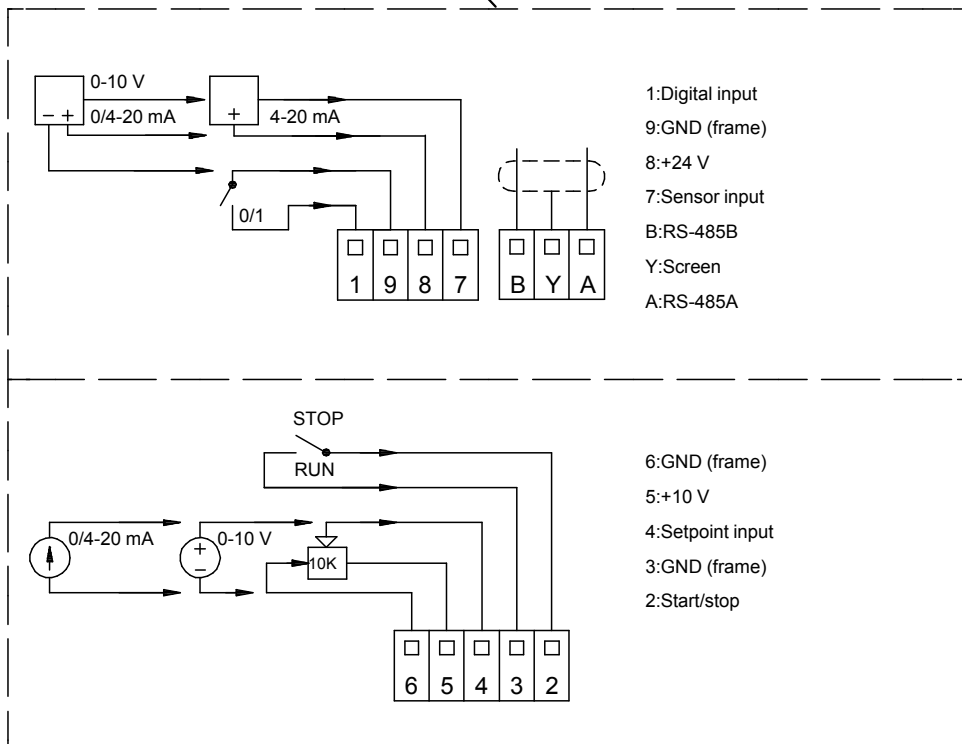 0-10 V
0/4-20 mA
- +
+
4-20 mA
0/1
1 9 8 7
B Y A
1:Digital input
9:GND (frame)
8:+24 V
7:Sensor input
B:RS-485B
Y:Screen
A:RS-485A
STOP
RUN
0/4-20 mA
+
-
0-10 V
10K
6 5 4 3 2
6:GND (frame)
5:+10 V
4:Setpoint input
3:GND (frame)
2:Start/stop